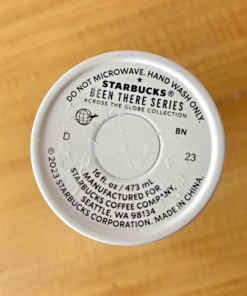 DO NOT MICROWAVE. HAND WASH ONLY.
STARBUCKS®
BEEN THERE SERIES
ACROSS THE GLOBE COLLECTION
D
BN
23
16 fl. oz / 473 mL
MANUFACTURED FOR
STARBUCKS COFFEE COMPANY,
SEATTLE, WA 98134
© 2023 STARBUCKS CORPORATION. MADE IN CHINA.